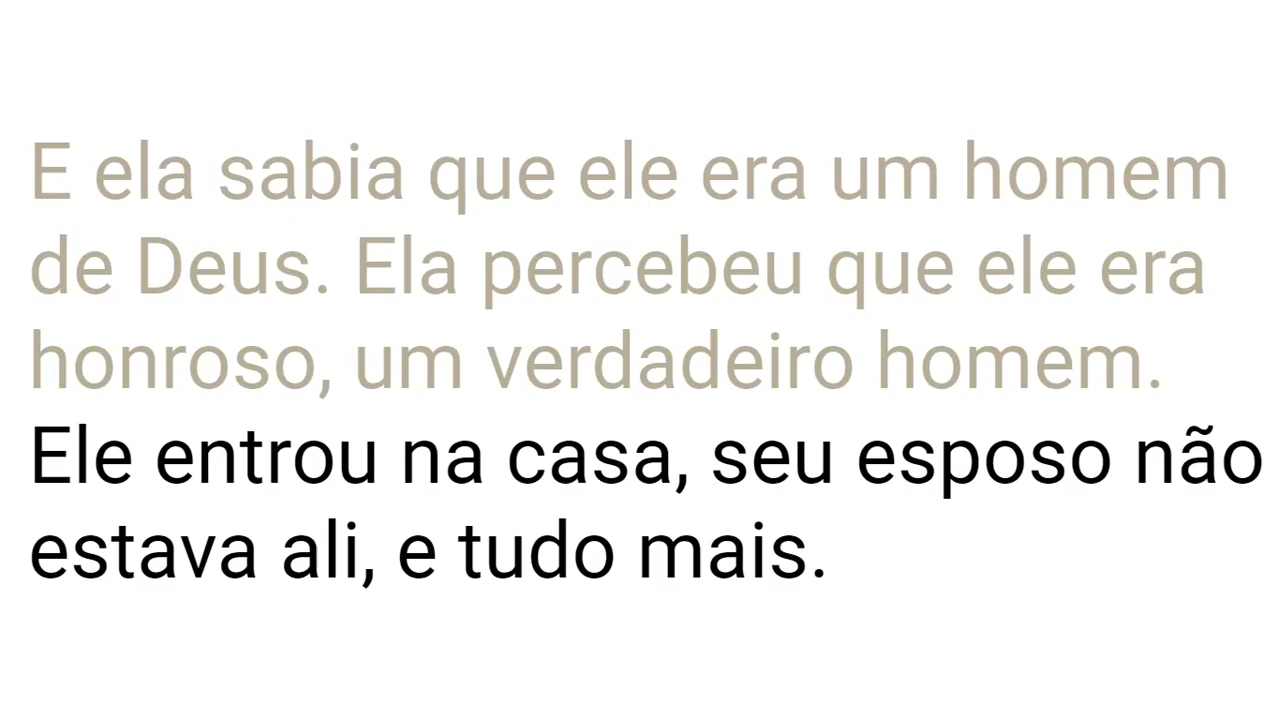 E ela sabia que ele era um homem
de Deus. Ela percebeu que ele era
honroso, um verdadeiro homem.
Ele entrou na casa, seu esposo não
estava ali, e tudo mais.